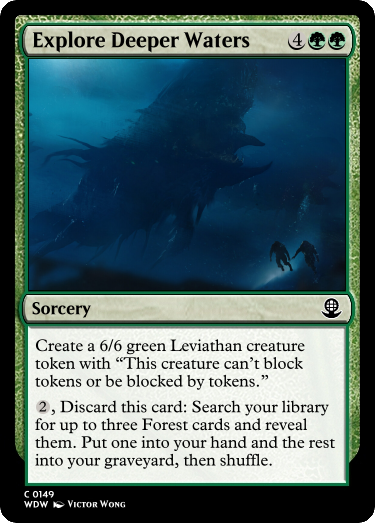 Explore Deeper Waters 4
Sorcery
Create a 6/6 green Leviathan creature
token with “This creature can’t block
tokens or be blocked by tokens.”
2, Discard this card: Search your library
for up to three Forest cards and reveal
them. Put one into your hand and the rest
into your graveyard, then shuffle.
C 0149
WDW Victor Wong